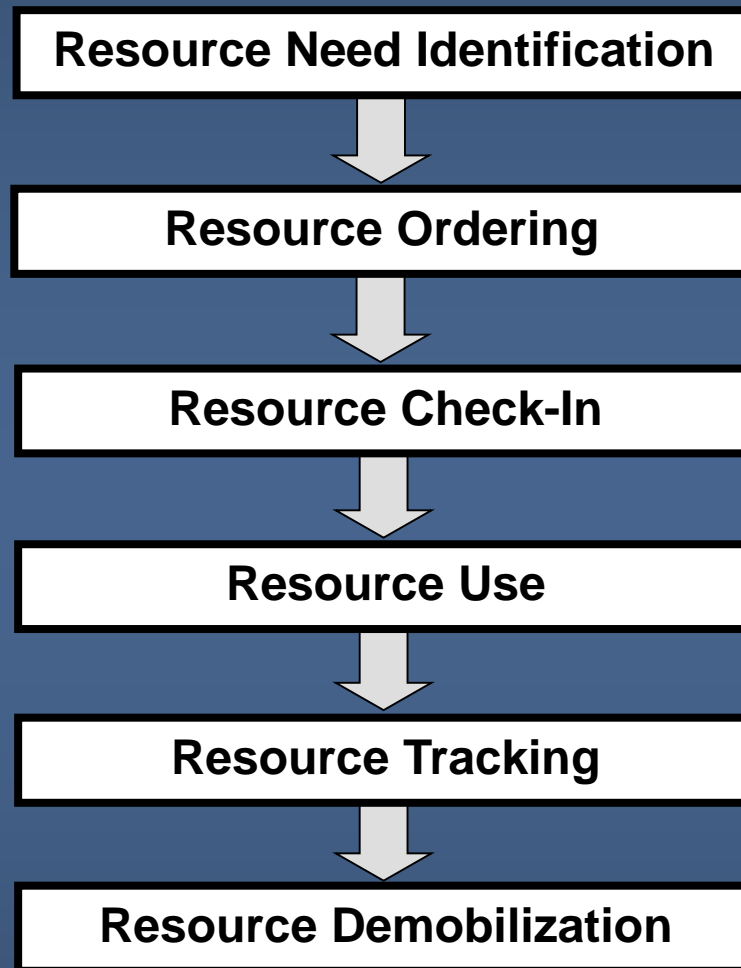 Resource Need Identification
Resource Ordering
Resource Check-In
Resource Use
Resource Tracking
Resource Demobilization